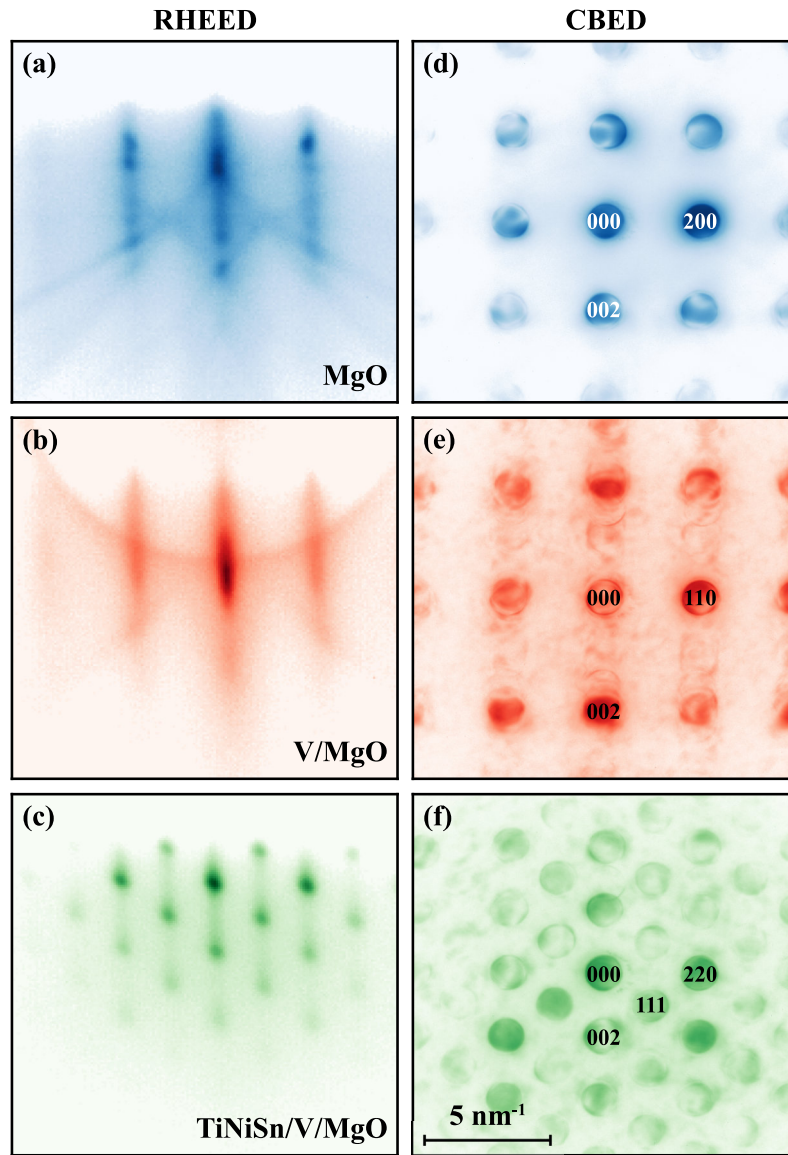 RHEED
CBED
(a)
MgO
(d)
000
200
002
(b)
V/MgO
(e)
000
110
002
(c)
TiNiSn/V/MgO
(f)
000
220
111
002
5 nm⁻¹